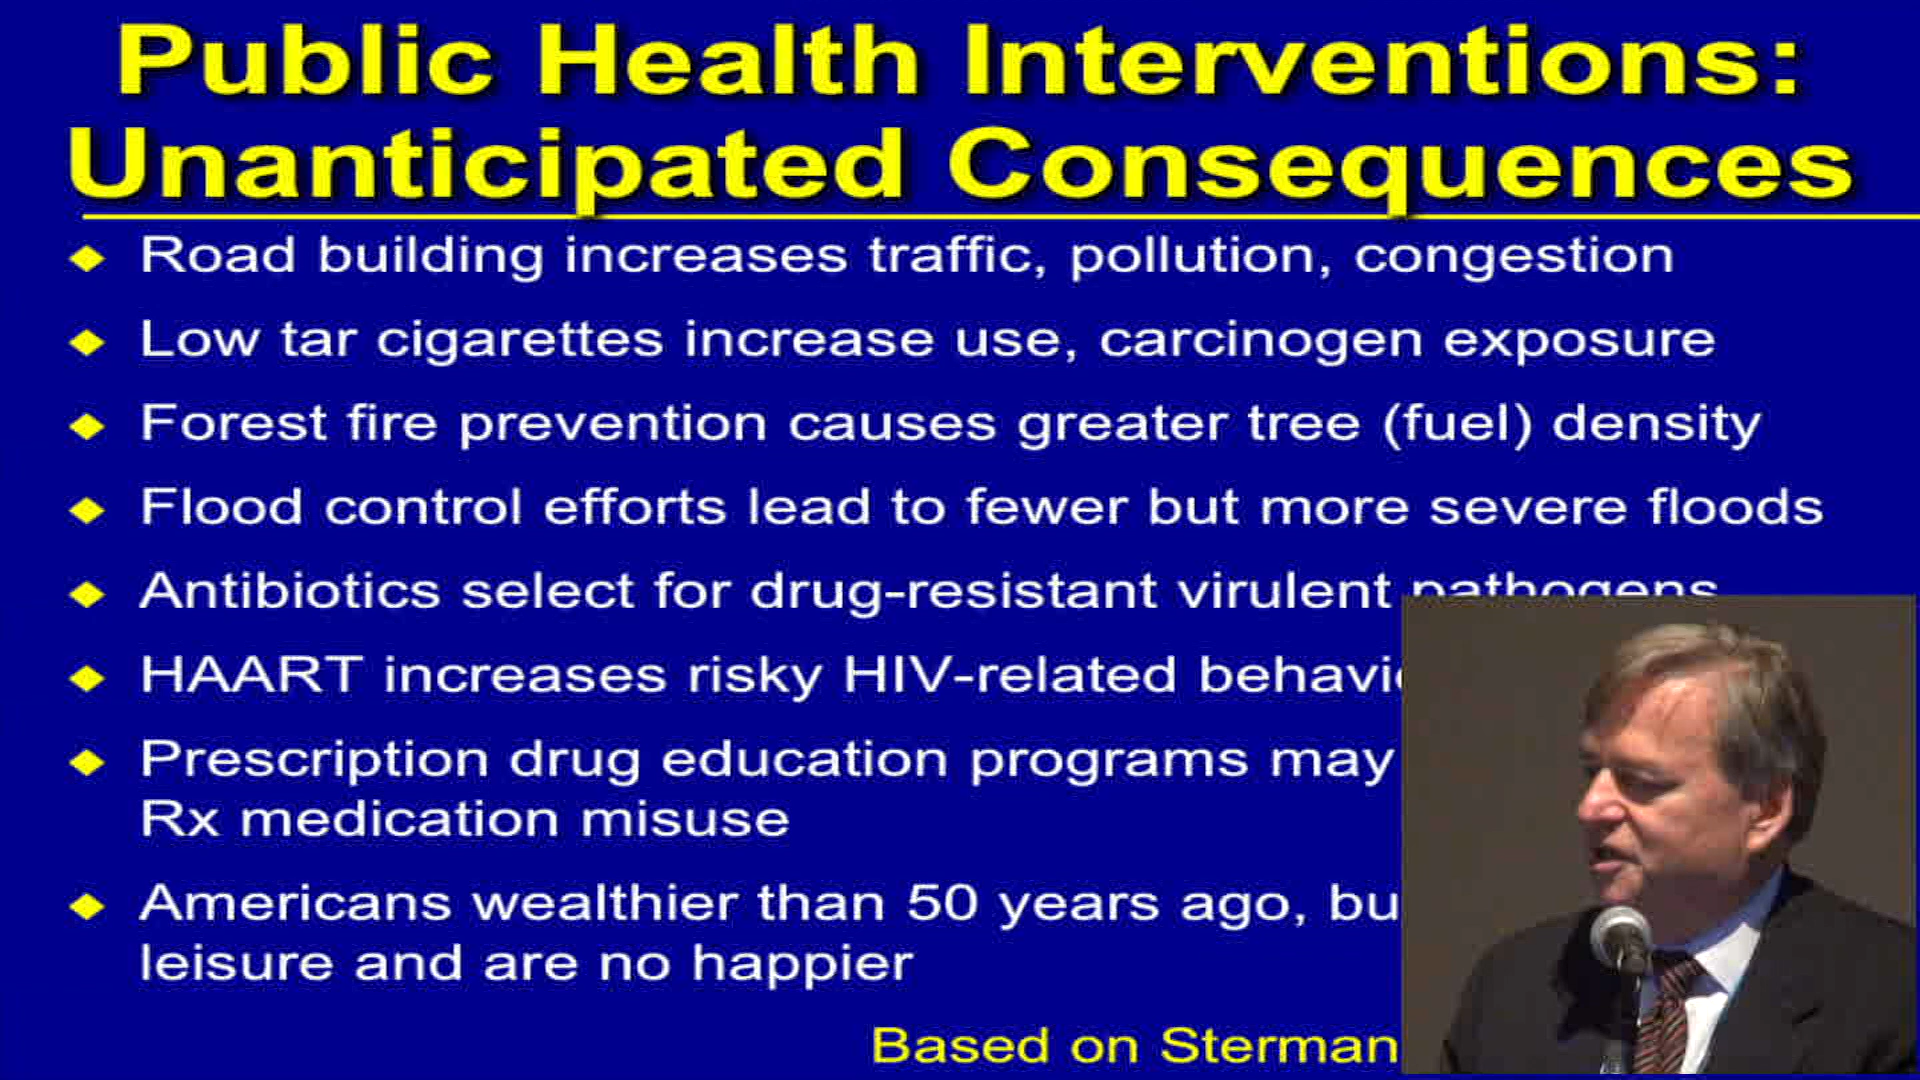 Public Health Interventions:
Unanticipated Consequences
Road building increases traffic, pollution, congestion
Low tar cigarettes increase use, carcinogen exposure
Forest fire prevention causes greater tree (fuel) density
Flood control efforts lead to fewer but more severe floods
Antibiotics select for drug-resistant virulent pathogens
HAART increases risky HIV-related
Prescription drug education programs may
Rx medication misuse
Americans wealthier than 50 years ago,
leisure and are no happier
Based on Sterman